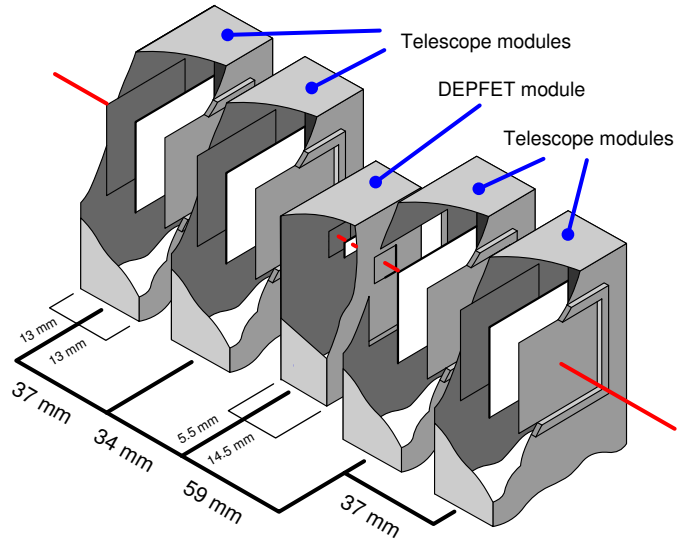 Telescope modules
DEPFET module
Telescope modules
13 mm
13 mm
37 mm
34 mm
5.5 mm
14.5 mm
59 mm
37 mm